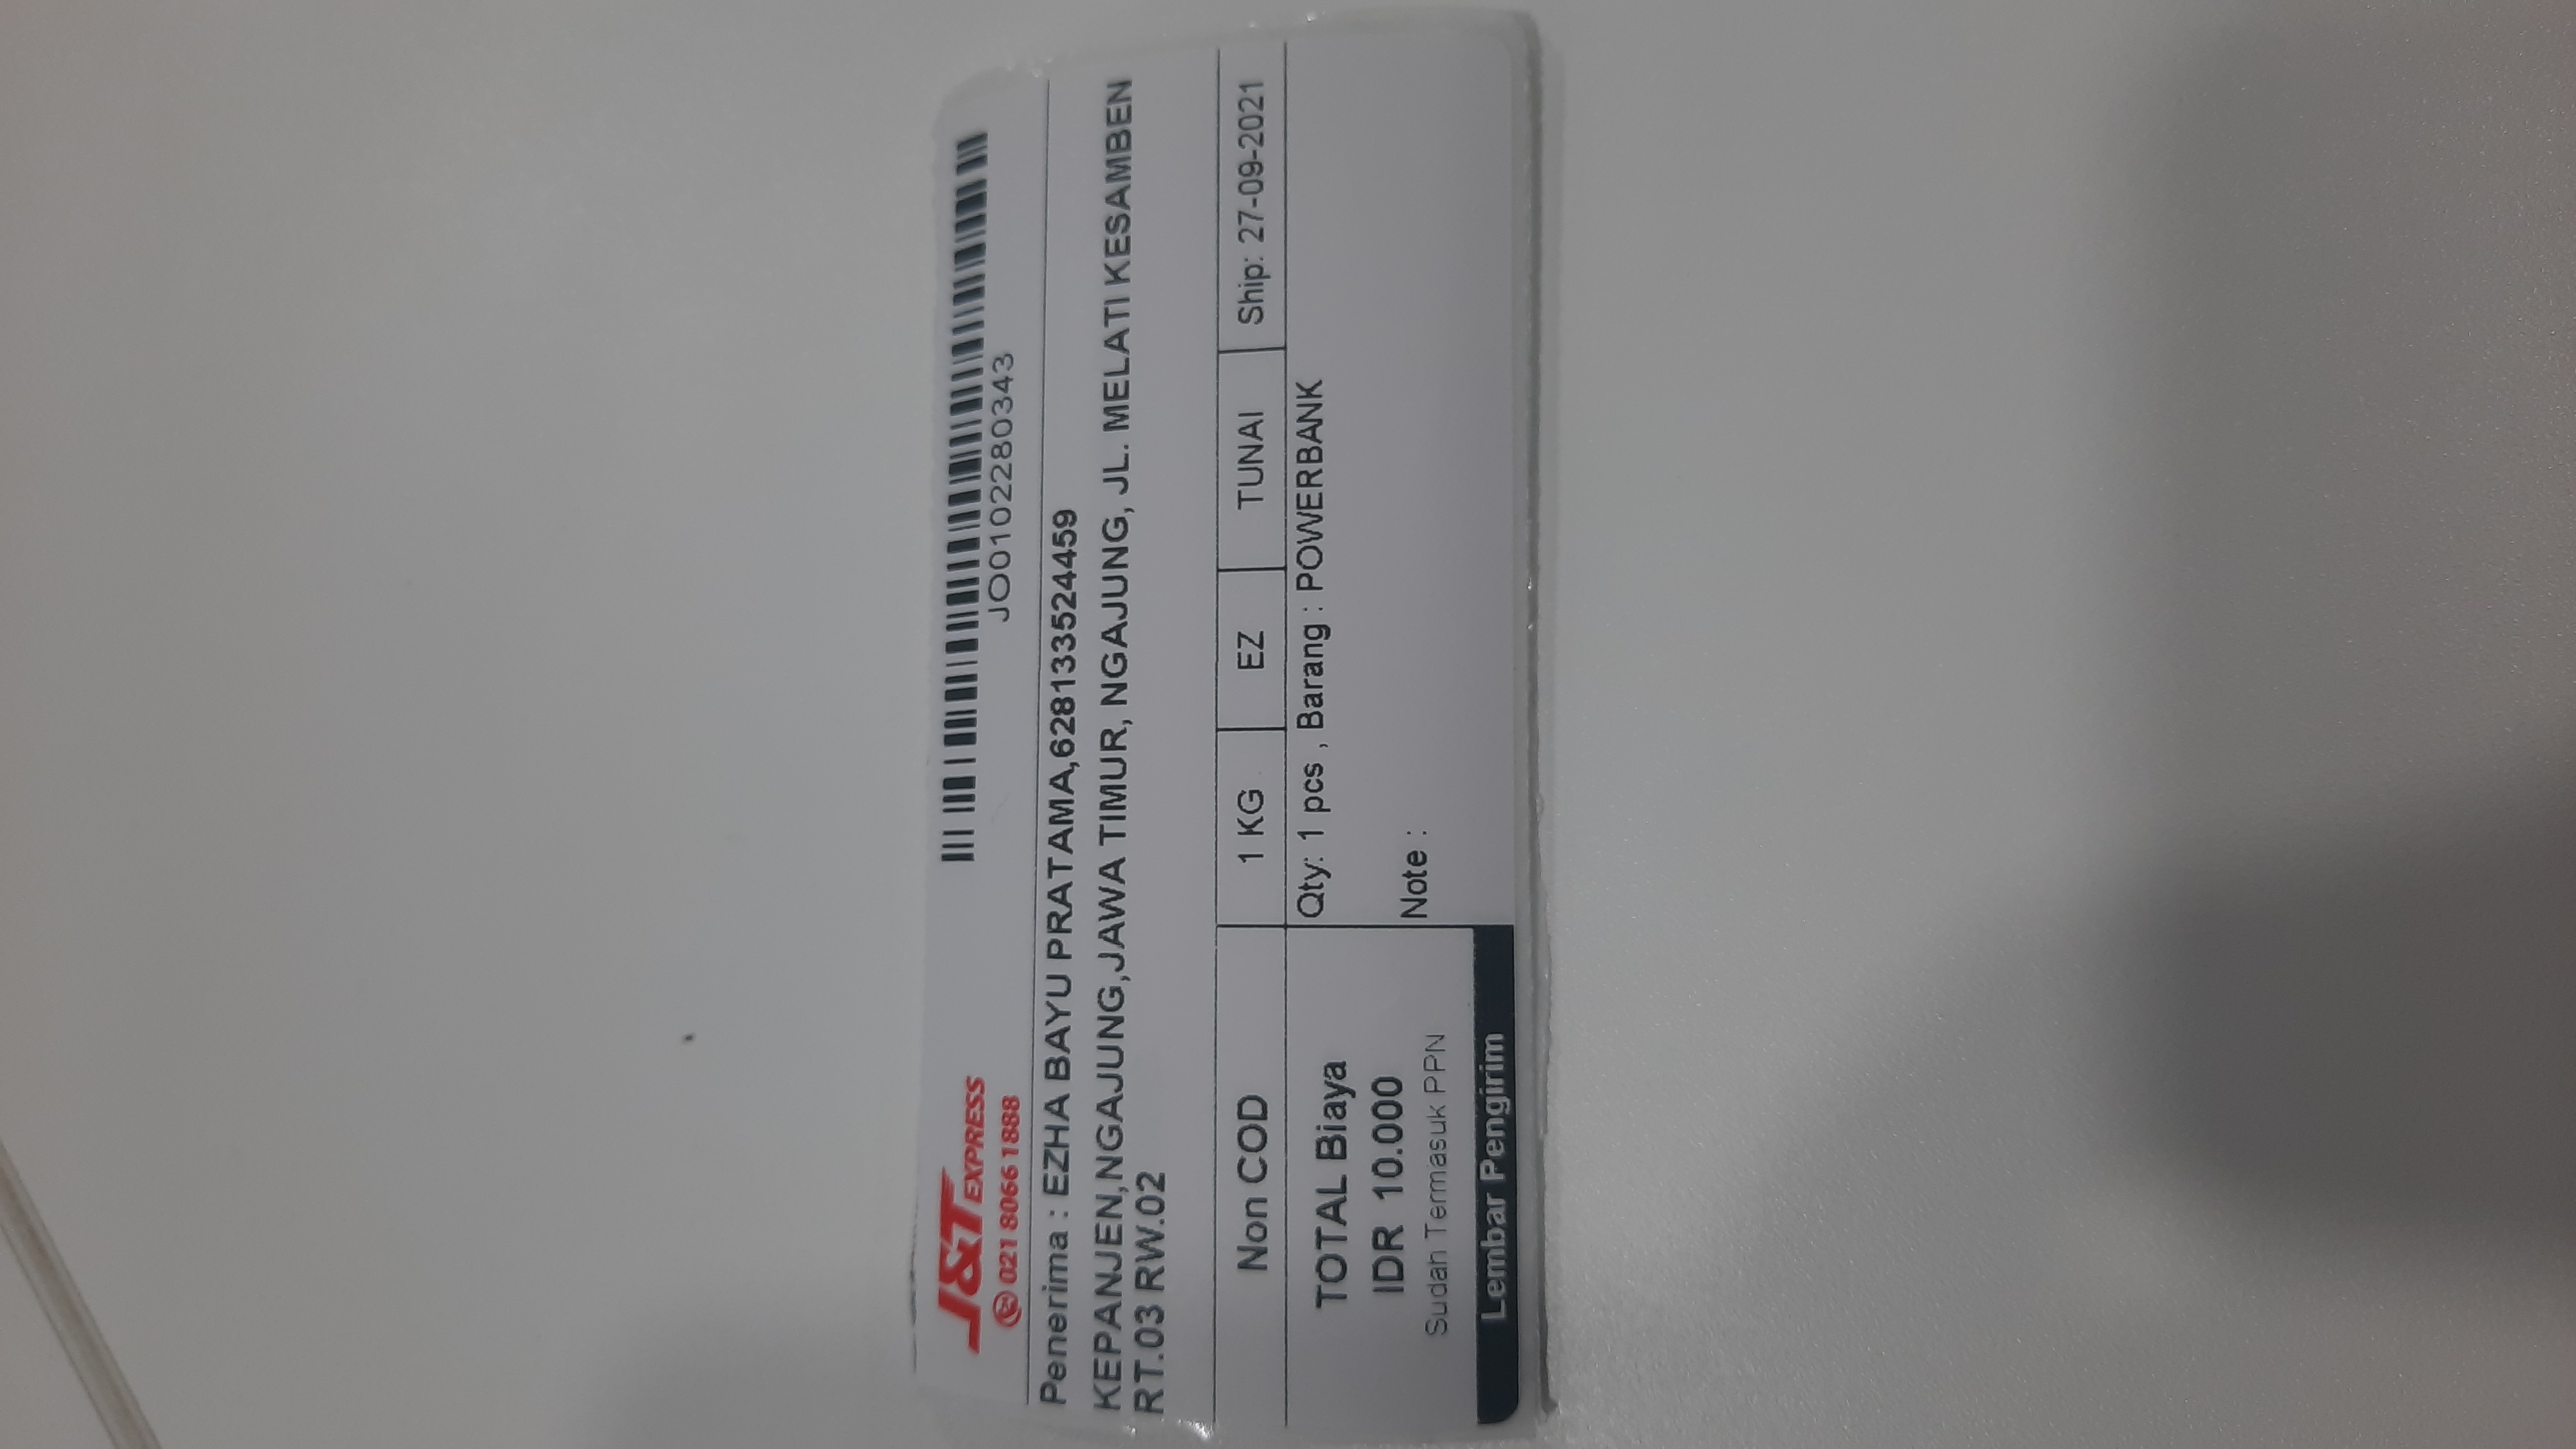 J&T EXPRESS
021 8066 1888
JO0102280343
Penerima : EZHA BAYU PRATAMA,628133524459
KEPANJEN,NGAJUNG,JAWA TIMUR, NGAJUNG, JL. MELATI KESAMBEN
RT.03 RW.02
Non COD
1 KG
EZ
TUNAI
Ship: 27-09-2021
TOTAL Biaya
IDR 10.000
Sudah Termasuk PPN
Lembar Pengirim
Qty: 1 pcs , Barang : POWERBANK
Note :